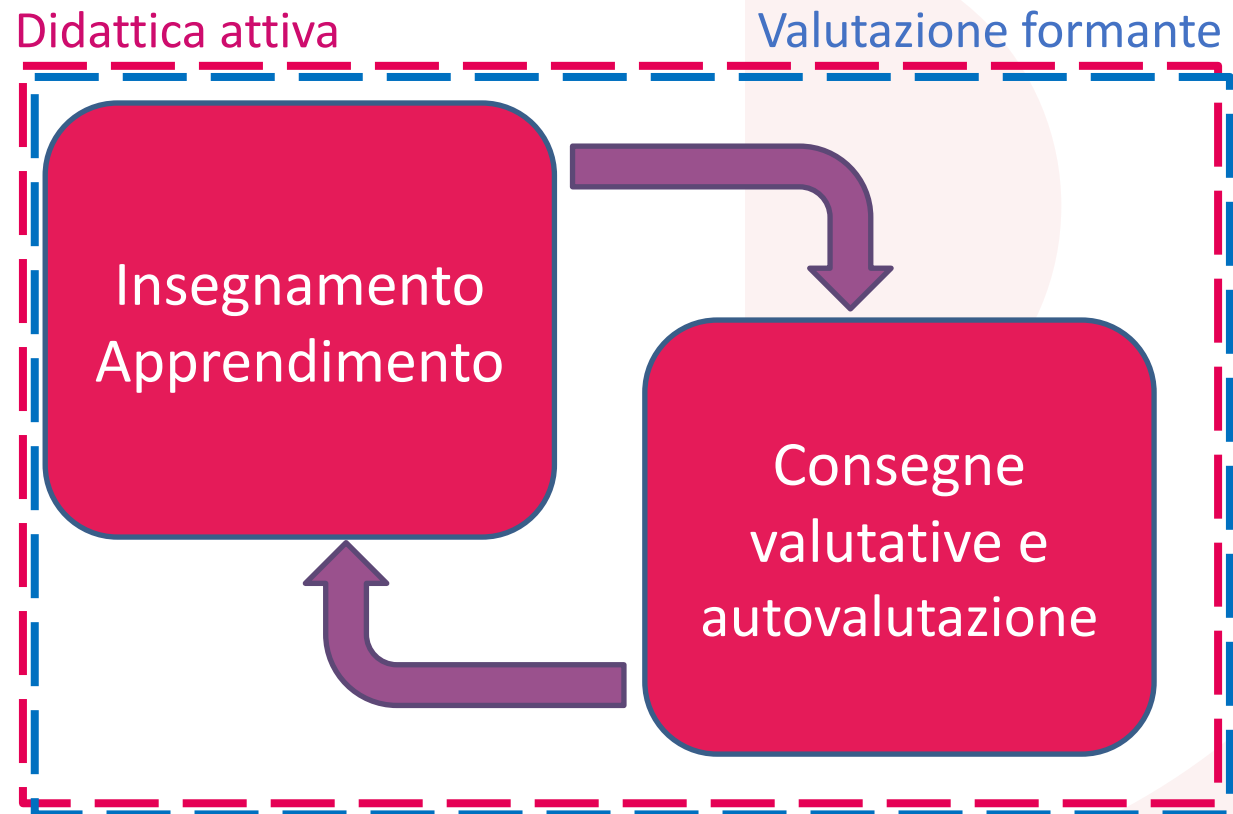 Didattica attiva
Valutazione formante
Insegnamento
Apprendimento
Consegne
valutative e
autovalutazione